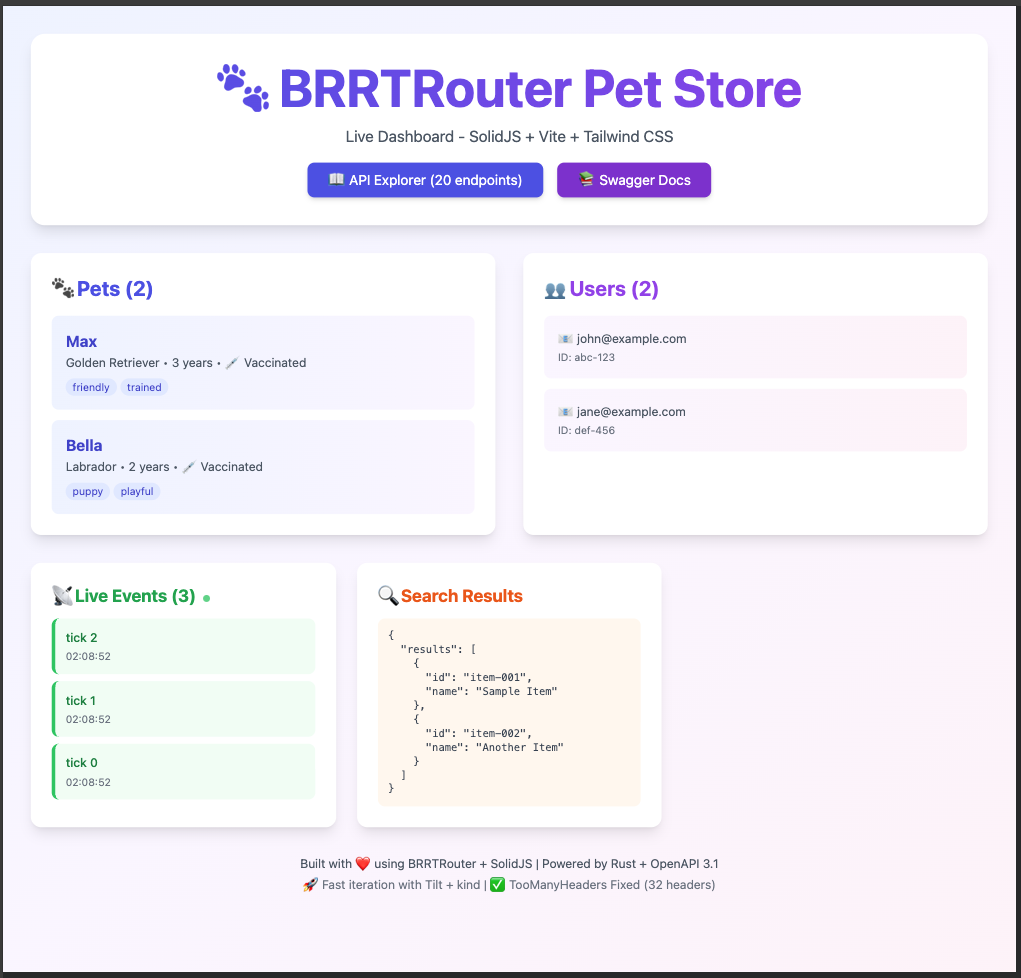 🐾 BRRTRouter Pet Store
Live Dashboard - SolidJS + Vite + Tailwind CSS
📖 API Explorer (20 endpoints)
📚 Swagger Docs
🐾 Pets (2)
Max
Golden Retriever • 3 years • 💉 Vaccinated
friendly trained
Bella
Labrador • 2 years • 💉 Vaccinated
puppy playful
👥 Users (2)
📧 john@example.com
ID: abc-123
📧 jane@example.com
ID: def-456
📡 Live Events (3)
tick 2
02:08:52
tick 1
02:08:52
tick 0
02:08:52
🔍 Search Results
{
  "results": [
    {
      "id": "item-001",
      "name": "Sample Item"
    },
    {
      "id": "item-002",
      "name": "Another Item"
    }
  ]
}
Built with ❤️ using BRRTRouter + SolidJS | Powered by Rust + OpenAPI 3.1
🚀 Fast iteration with Tilt + kind | ✅ TooManyHeaders Fixed (32 headers)